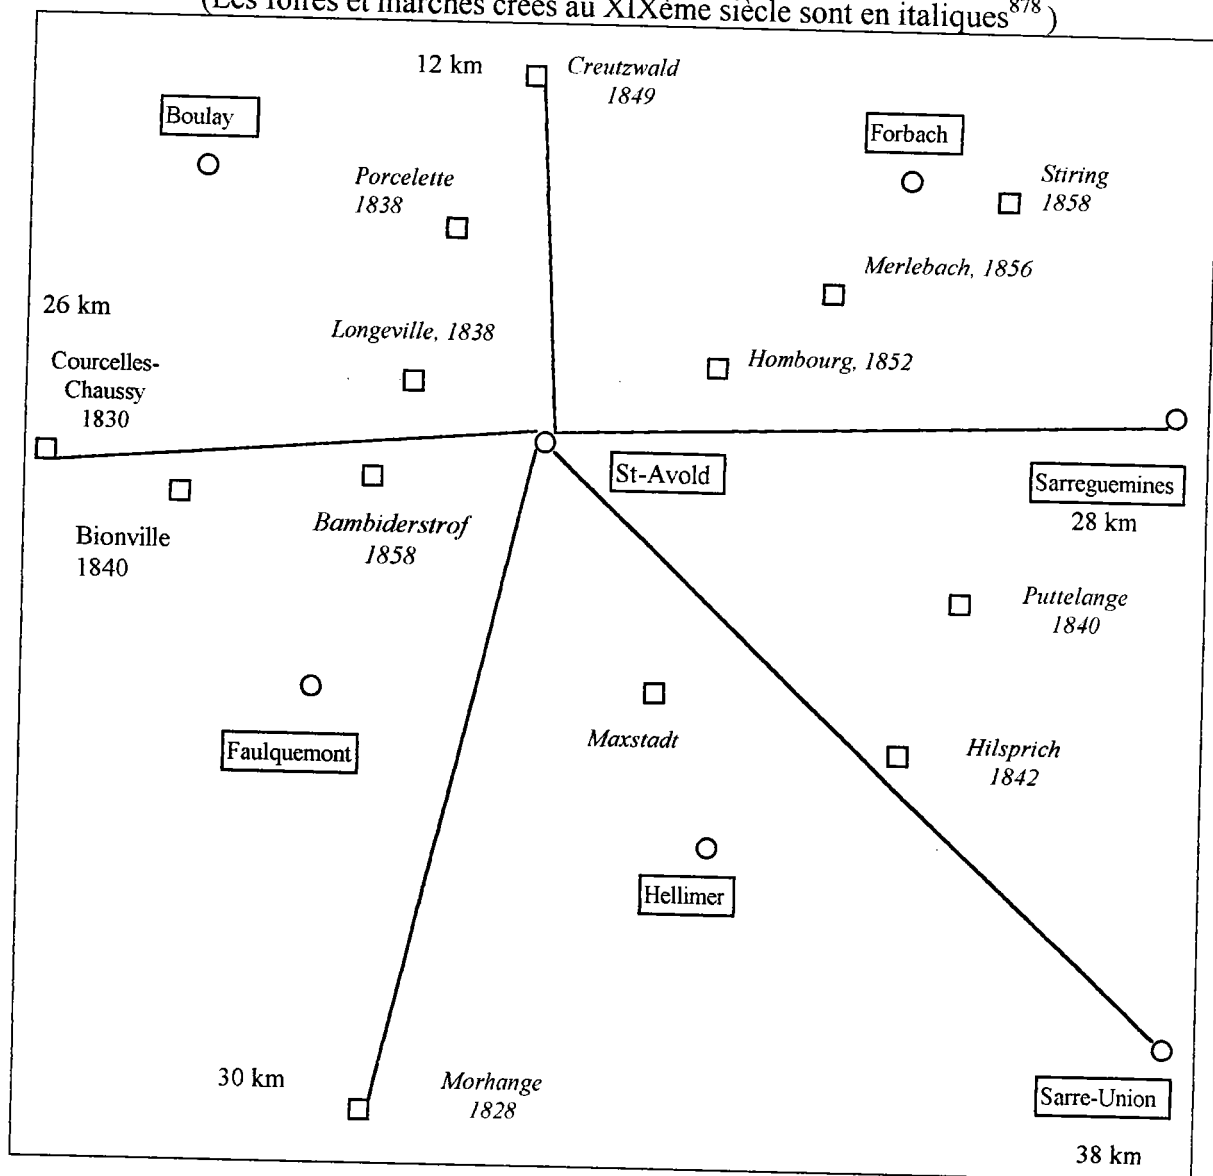 (Les foires et marchés créés au XIXème siècle sont en italiques878)
12 km
Creutzwald
1849
Boulay
Forbach
Porcelette
1838
Stiring
1858
Merlebach, 1856
26 km
Longeville, 1838
Hombourg, 1852
Courcelles-
Chaussy
1830
St-Avold
Sarreguemines
28 km
Bionville
1840
Bambiderstrof
1858
Puttelange
1840
Faulquemont
Maxstadt
Hilsprich
1842
Hellimer
30 km
Morhange
1828
Sarre-Union
38 km